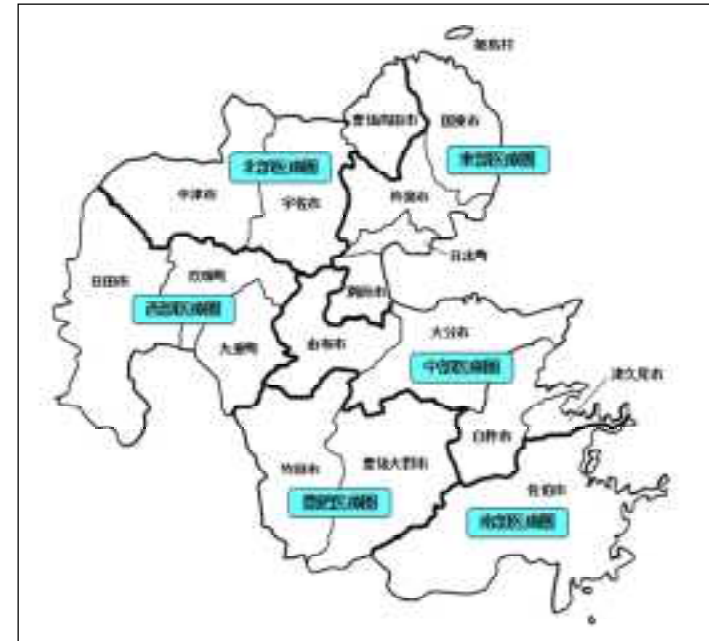 姫島村
豊後高田市
国東市
北部医療圏
東部医療圏
中津市
宇佐市
杵築市
日出町
日田市
玖珠町
別府市
西部医療圏
大分市
九重町
由布市
中部医療圏
津久見市
臼杵市
竹田市
豊後大野市
佐伯市
豊肥医療圏
南部医療圏